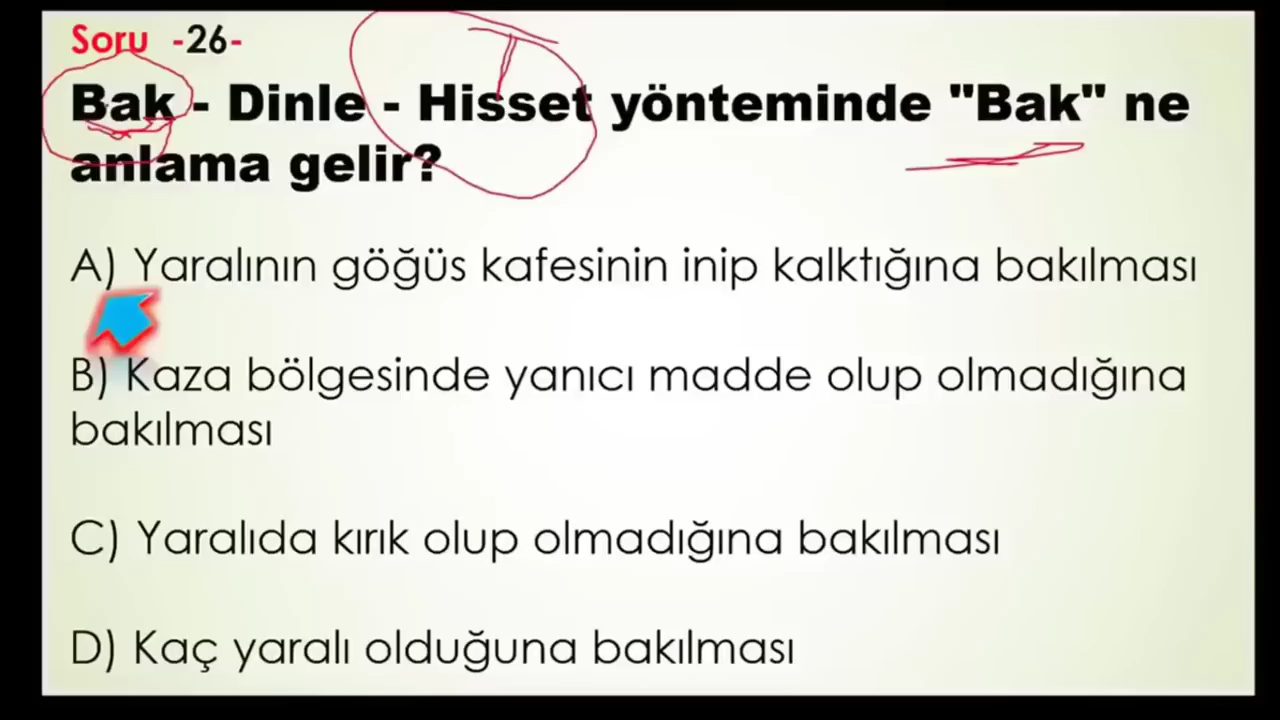 Soru -26-
Bak - Dinle - Hisset yönteminde "Bak" ne
anlama gelir?
A) Yaralının göğüs kafesinin inip kalktığına bakılması
B) Kaza bölgesinde yanıcı madde olup olmadığına
bakılması
C) Yaralıda kırık olup olmadığına bakılması
D) Kaç yaralı olduğuna bakılması